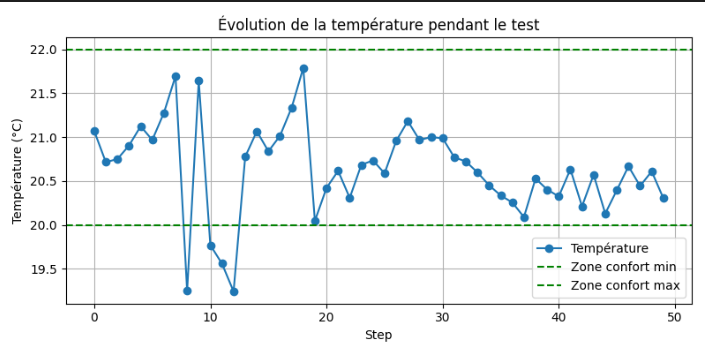 Évolution de la température pendant le test
22.0
21.5
21.0
20.5
20.0
19.5
Température (°C)
Température
Zone confort min
Zone confort max
0 10 20 30 40 50
Step